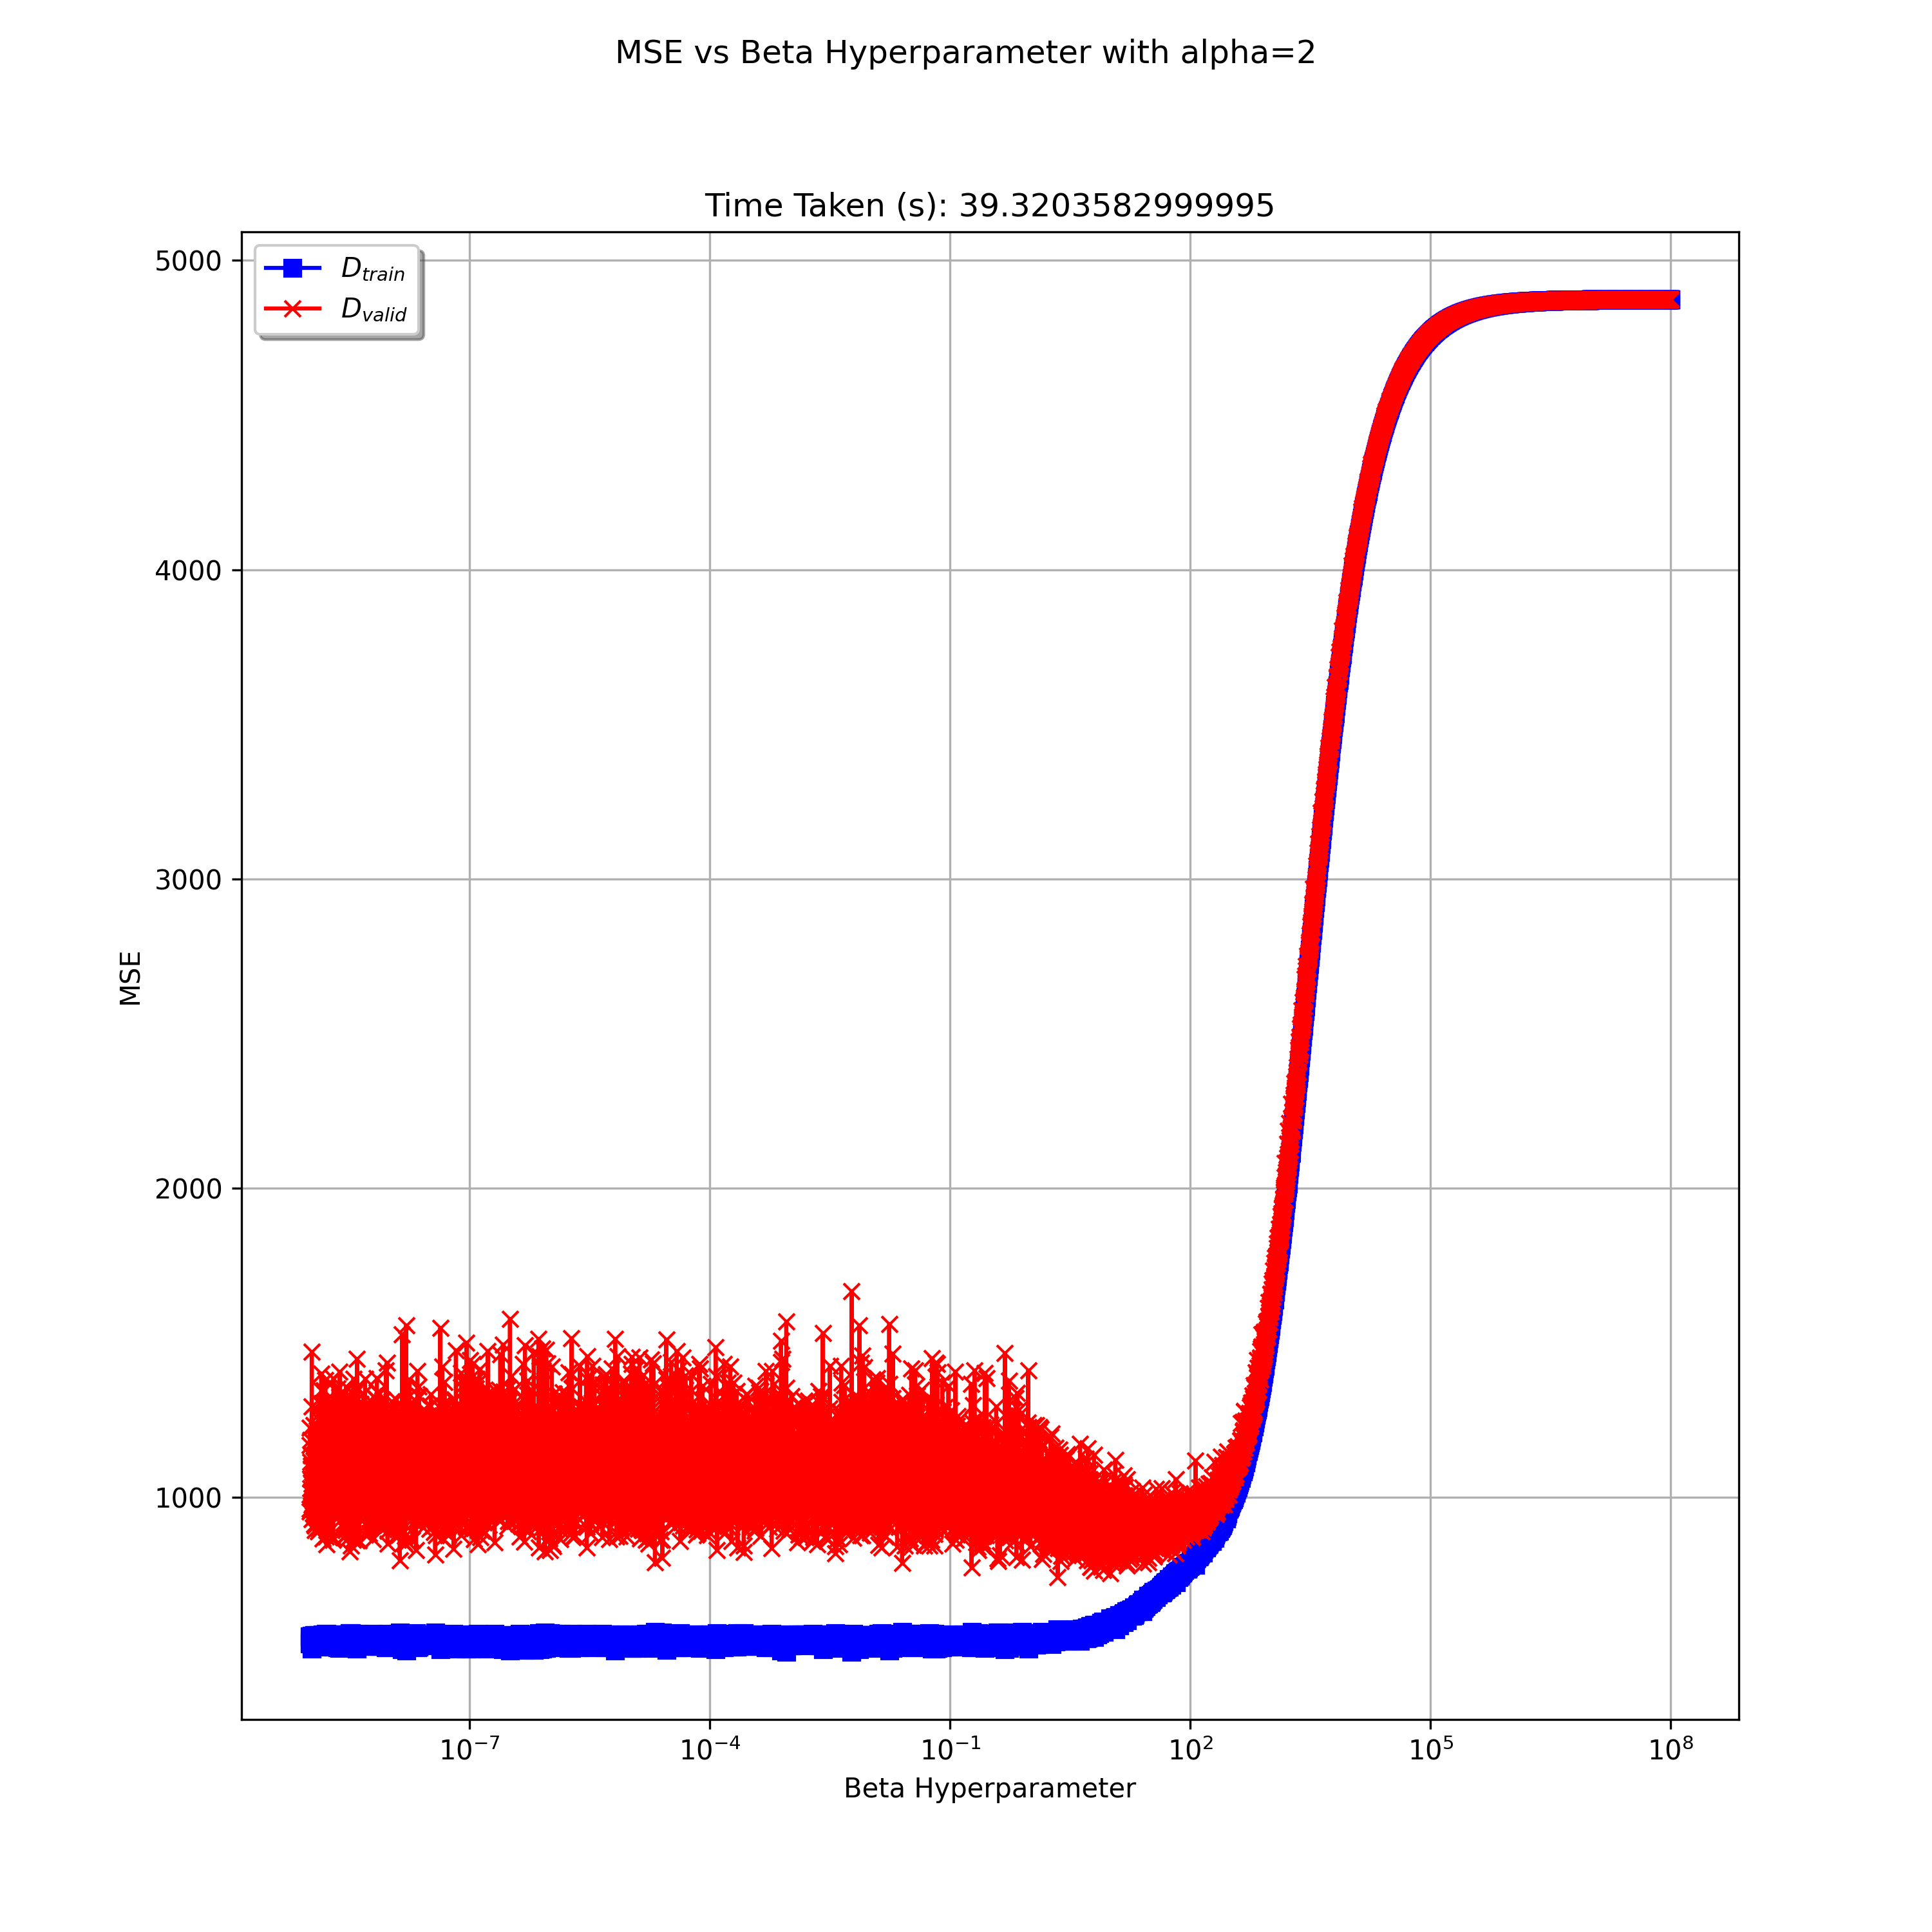 MSE vs Beta Hyperparameter with alpha=2
Time Taken (s): 39.3203582999995
D_train
D_valid
5000
4000
3000
2000
1000
MSE
10^-7 10^-4 10^-1 10^2 10^5 10^8
Beta Hyperparameter